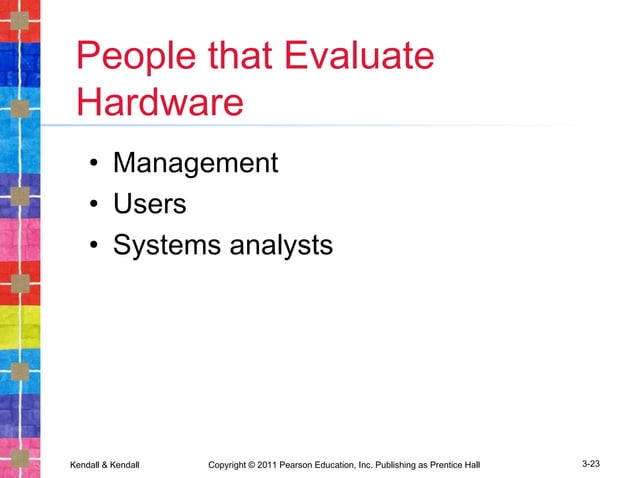 People that Evaluate
Hardware
• Management
• Users
• Systems analysts
Kendall & Kendall
Copyright © 2011 Pearson Education, Inc. Publishing as Prentice Hall
3-23